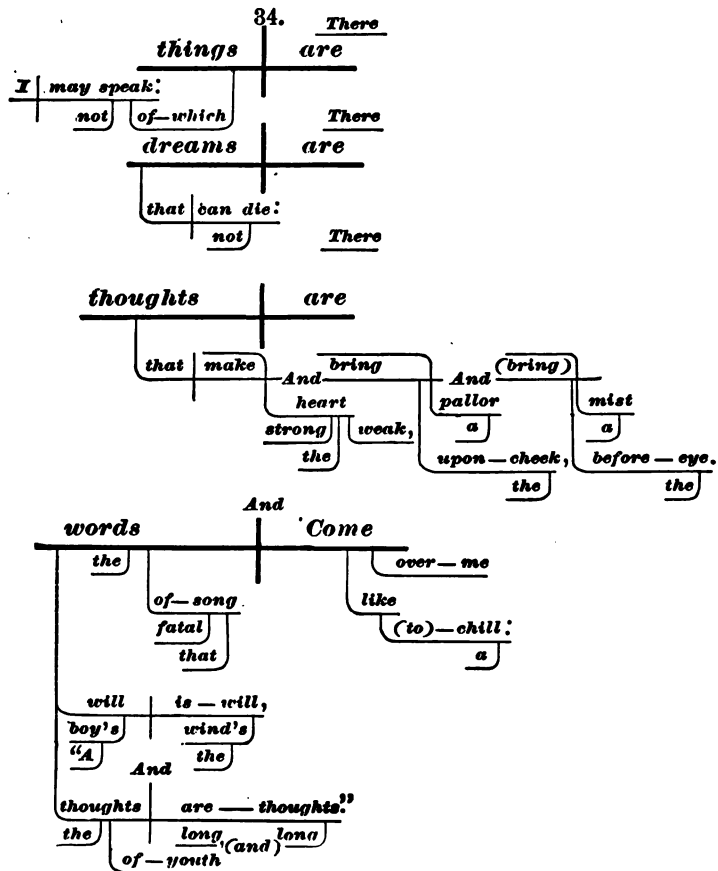 34.
There
things are
I may speak:
not of—which
There
dreams are
that can die:
not
There
thoughts are
that make And bring And (bring)
heart pallor mist
strong weak, a a
the
upon—cheek, before—eye.
the the
And
words Come
the over—me
of—song like
fatal (to)—chill:
that a
will is—will,
boy's wind's
"A the
And
thoughts are—thoughts."
the long, (and) long
of—youth